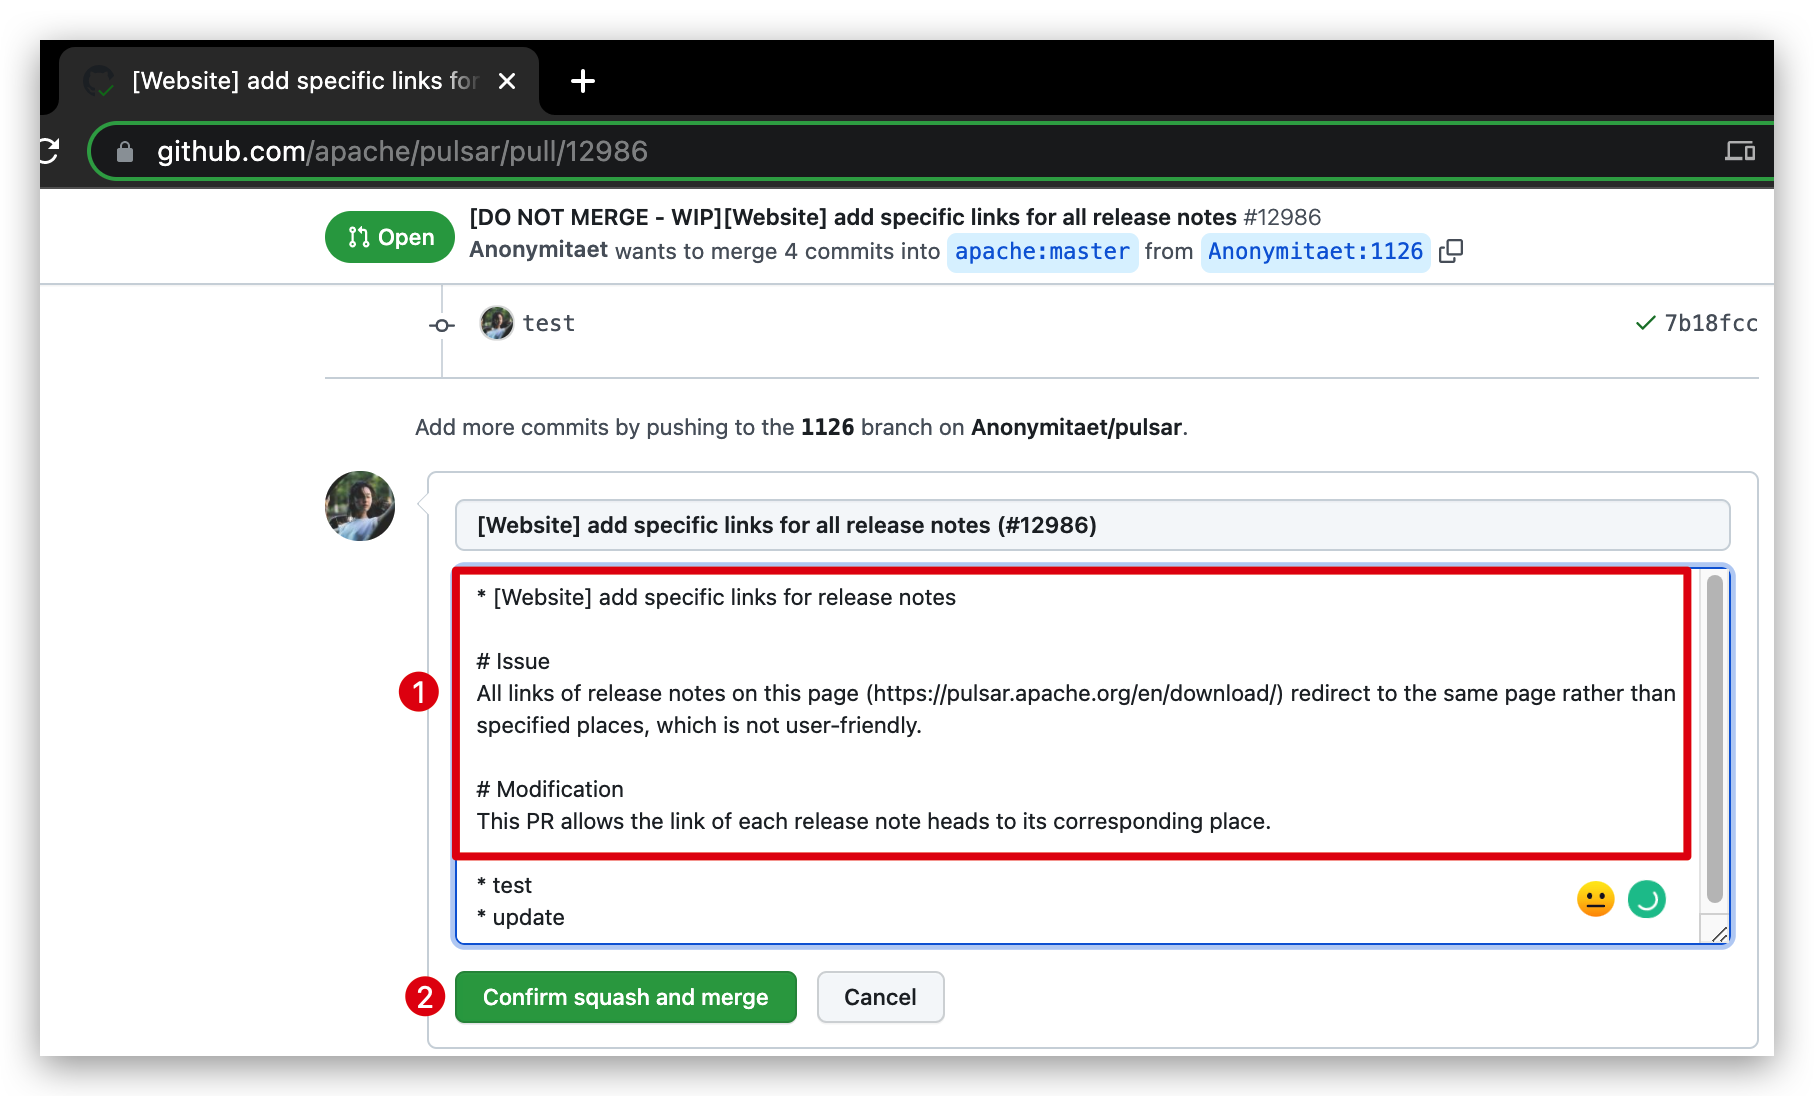 [Website] add specific links for
github.com/apache/pulsar/pull/12986
Open
[DO NOT MERGE - WIP][Website] add specific links for all release notes #12986
Anonymitaet wants to merge 4 commits into apache:master from Anonymitaet:1126
test
7b18fcc
Add more commits by pushing to the 1126 branch on Anonymitaet/pulsar.
[Website] add specific links for all release notes (#12986)
* [Website] add specific links for release notes
# Issue
1
All links of release notes on this page (https://pulsar.apache.org/en/download/) redirect to the same page rather than
specified places, which is not user-friendly.
# Modification
This PR allows the link of each release note heads to its corresponding place.
* test
* update
2
Confirm squash and merge
Cancel